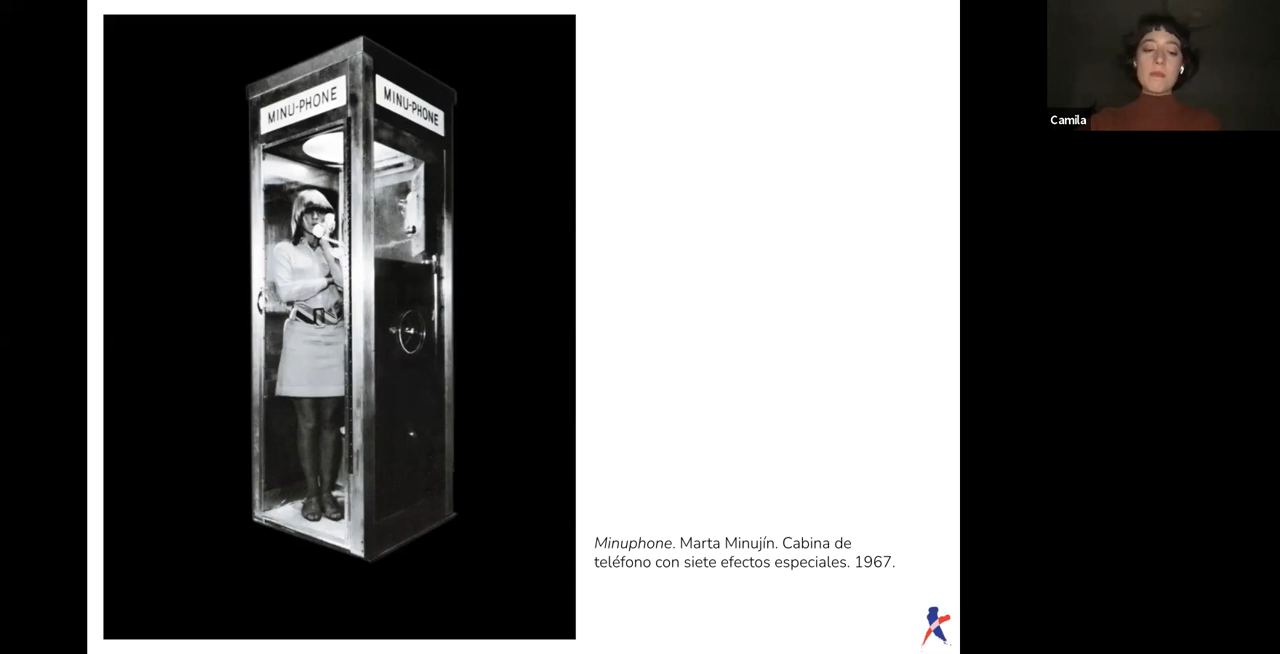 MINU-PHONE
MINU-PHONE
Minuphone. Marta Minujín. Cabina de
teléfono con siete efectos especiales. 1967.
Camila